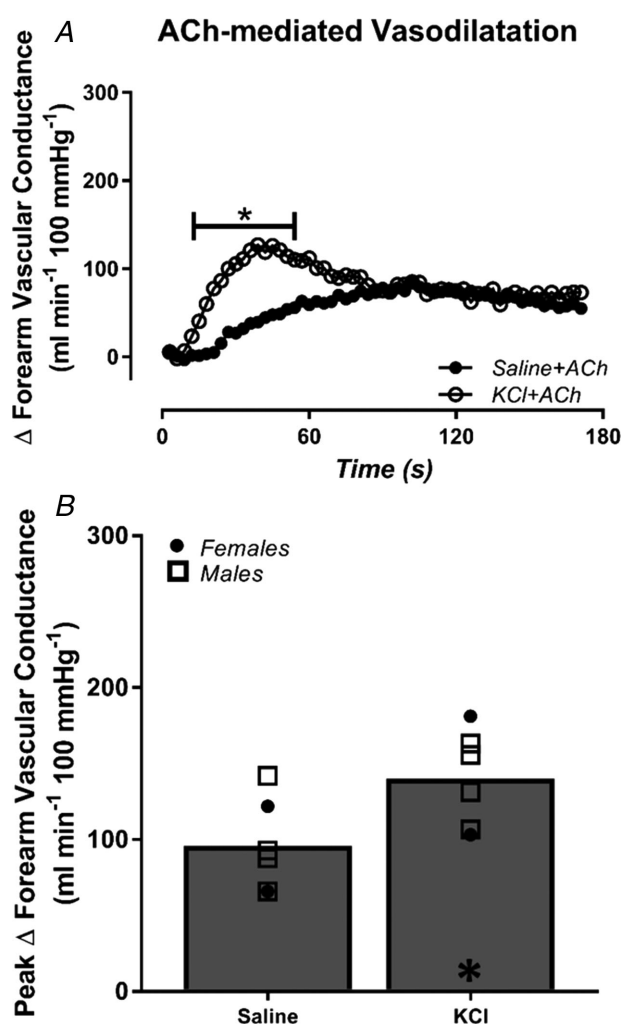 A
ACh-mediated Vasodilatation
Δ Forearm Vascular Conductance
(ml min⁻¹ 100 mmHg⁻¹)
300
200
100
0
*
Saline+ACh
KCl+ACh
0 60 120 180
Time (s)
B
Peak Δ Forearm Vascular Conductance
(ml min⁻¹ 100 mmHg⁻¹)
300
200
100
0
Females
Males
*
Saline KCl